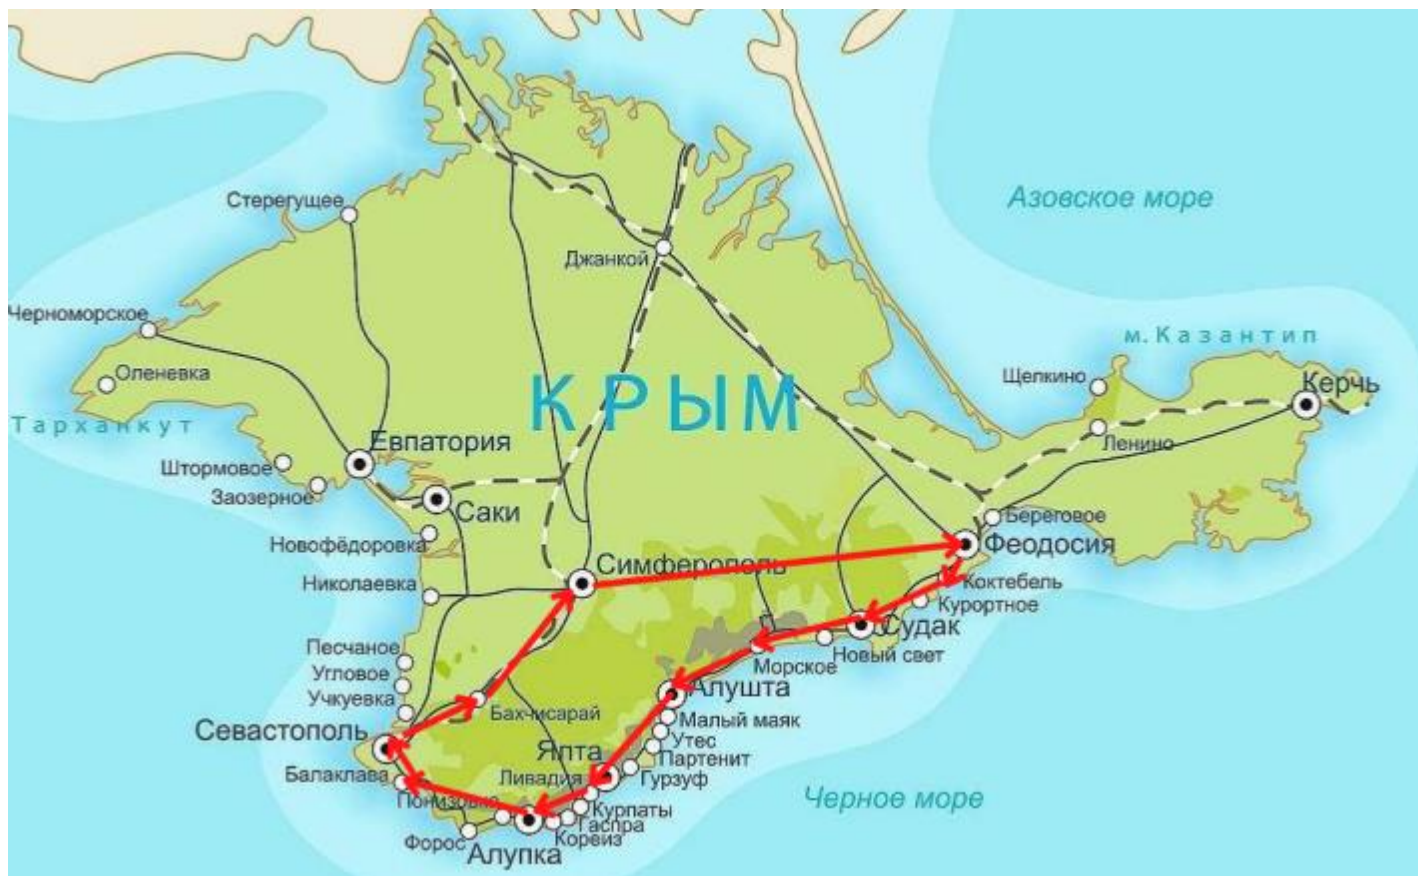 Азовское море
Стерегущее
Джанкой
Черноморское
м. Казантип
Оленевка
Щелкино
Керчь
КРЫМ
Тарханкут
Евпатория
Ленино
Штормовое
Заозерное
Саки
Береговое
Новофёдоровка
Феодосия
Симферополь
Николаевка
Коктебель
Курортное
Судак
Песчаное
Новый свет
Угловое
Морское
Учкуевка
Алушта
Бахчисарай
Малый маяк
Севастополь
Утес
Ялта
Партенит
Балаклава
Ливадия
Гурзуф
Черное море
Понизовка
Курпаты
Гаспра
Форос
Кореиз
Алупка